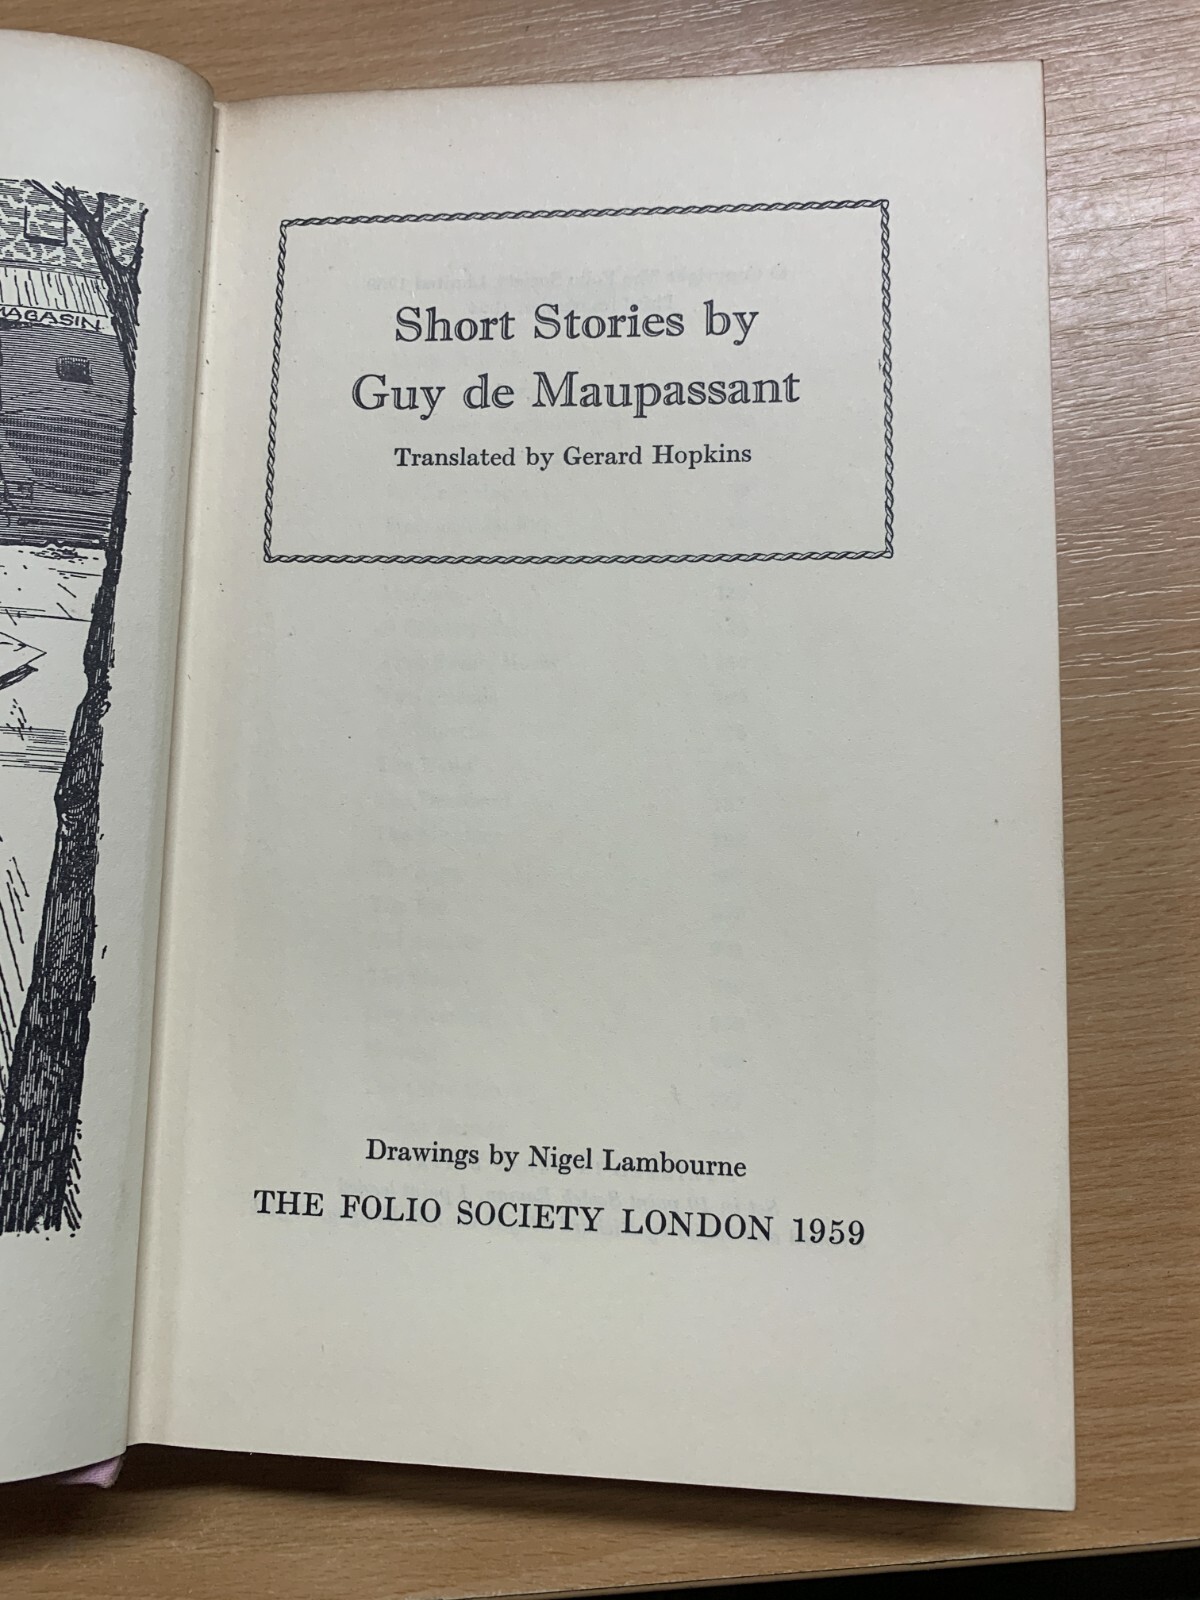 MAGASIN
Short Stories by
Guy de Maupassant
Translated by Gerard Hopkins
Drawings by Nigel Lambourne
THE FOLIO SOCIETY LONDON 1959